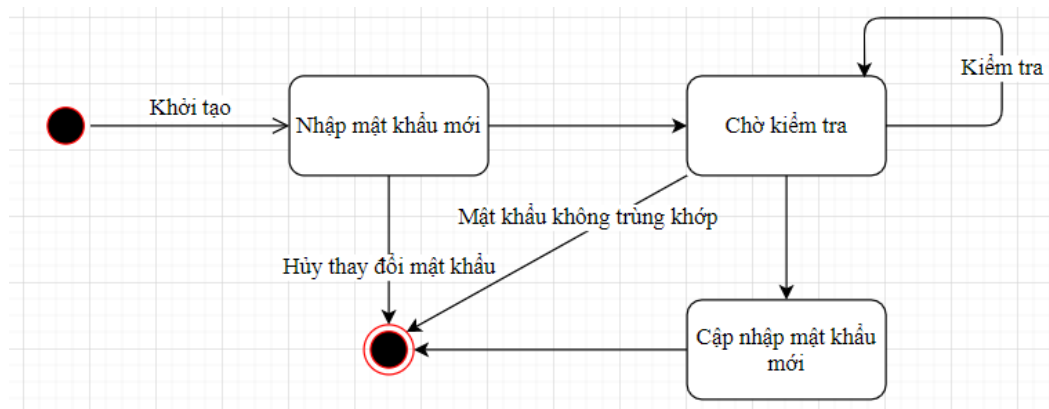 Kiểm tra
Khởi tạo
Nhập mật khẩu mới
Chờ kiểm tra
Mật khẩu không trùng khớp
Hủy thay đổi mật khẩu
Cập nhập mật khẩu
mới